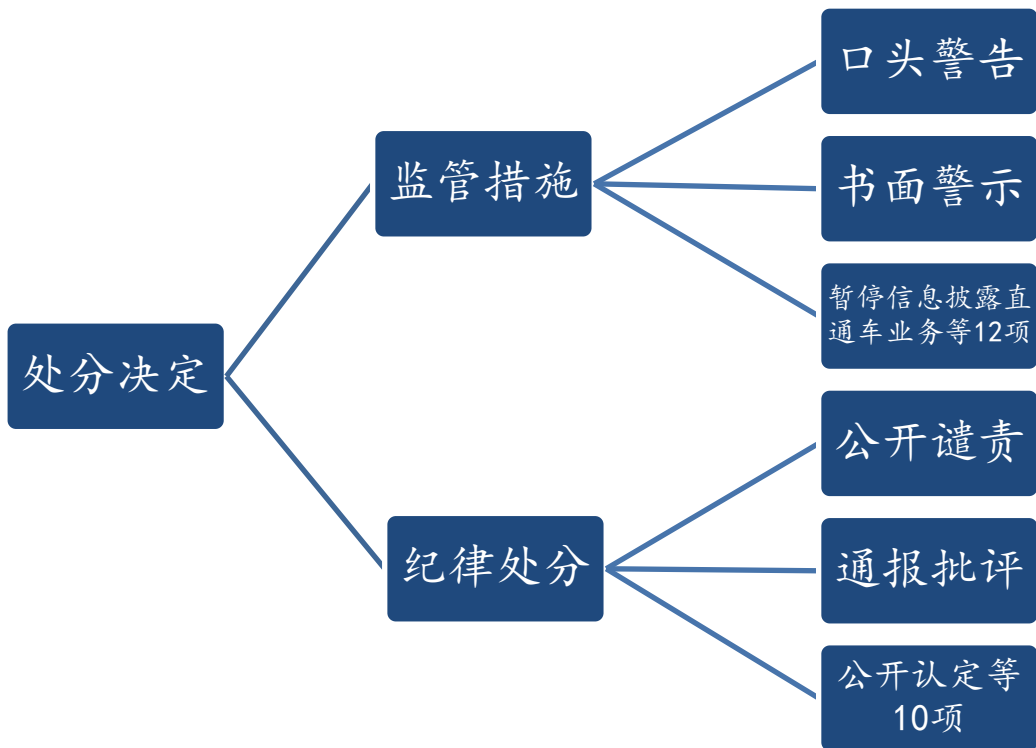 口头警告
监管措施
书面警示
暂停信息披露直
通车业务等12项
处分决定
公开谴责
纪律处分
通报批评
公开认定等
10项